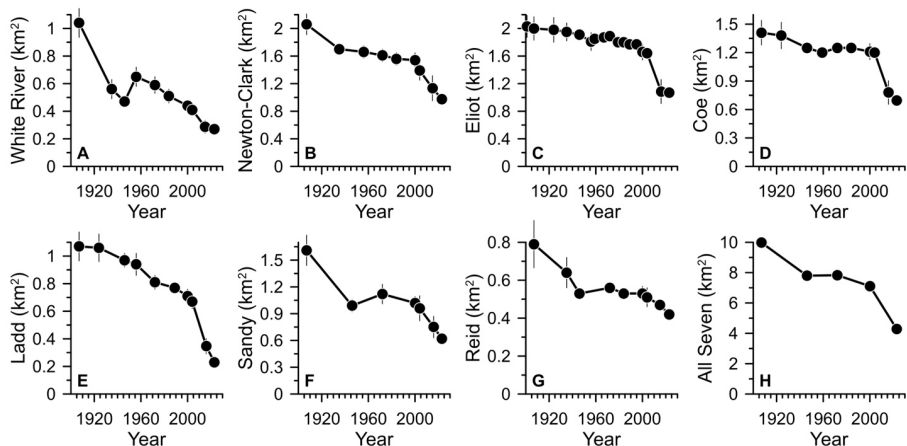 White River (km²)
1
0.8
0.6
0.4
0.2
0
A
1920 1960 2000
Year
Newton-Clark (km²)
2
1.6
1.2
0.8
0.4
0
B
1920 1960 2000
Year
Eliot (km²)
2
1.6
1.2
0.8
0.4
0
C
1920 1960 2000
Year
Coe (km²)
1.5
1.2
0.9
0.6
0.3
0
D
1920 1960 2000
Year
Ladd (km²)
1
0.8
0.6
0.4
0.2
0
E
1920 1960 2000
Year
Sandy (km²)
1.5
1.2
0.9
0.6
0.3
0
F
1920 1960 2000
Year
Reid (km²)
0.8
0.6
0.4
0.2
0
G
1920 1960 2000
Year
All Seven (km²)
10
8
6
4
2
0
H
1920 1960 2000
Year